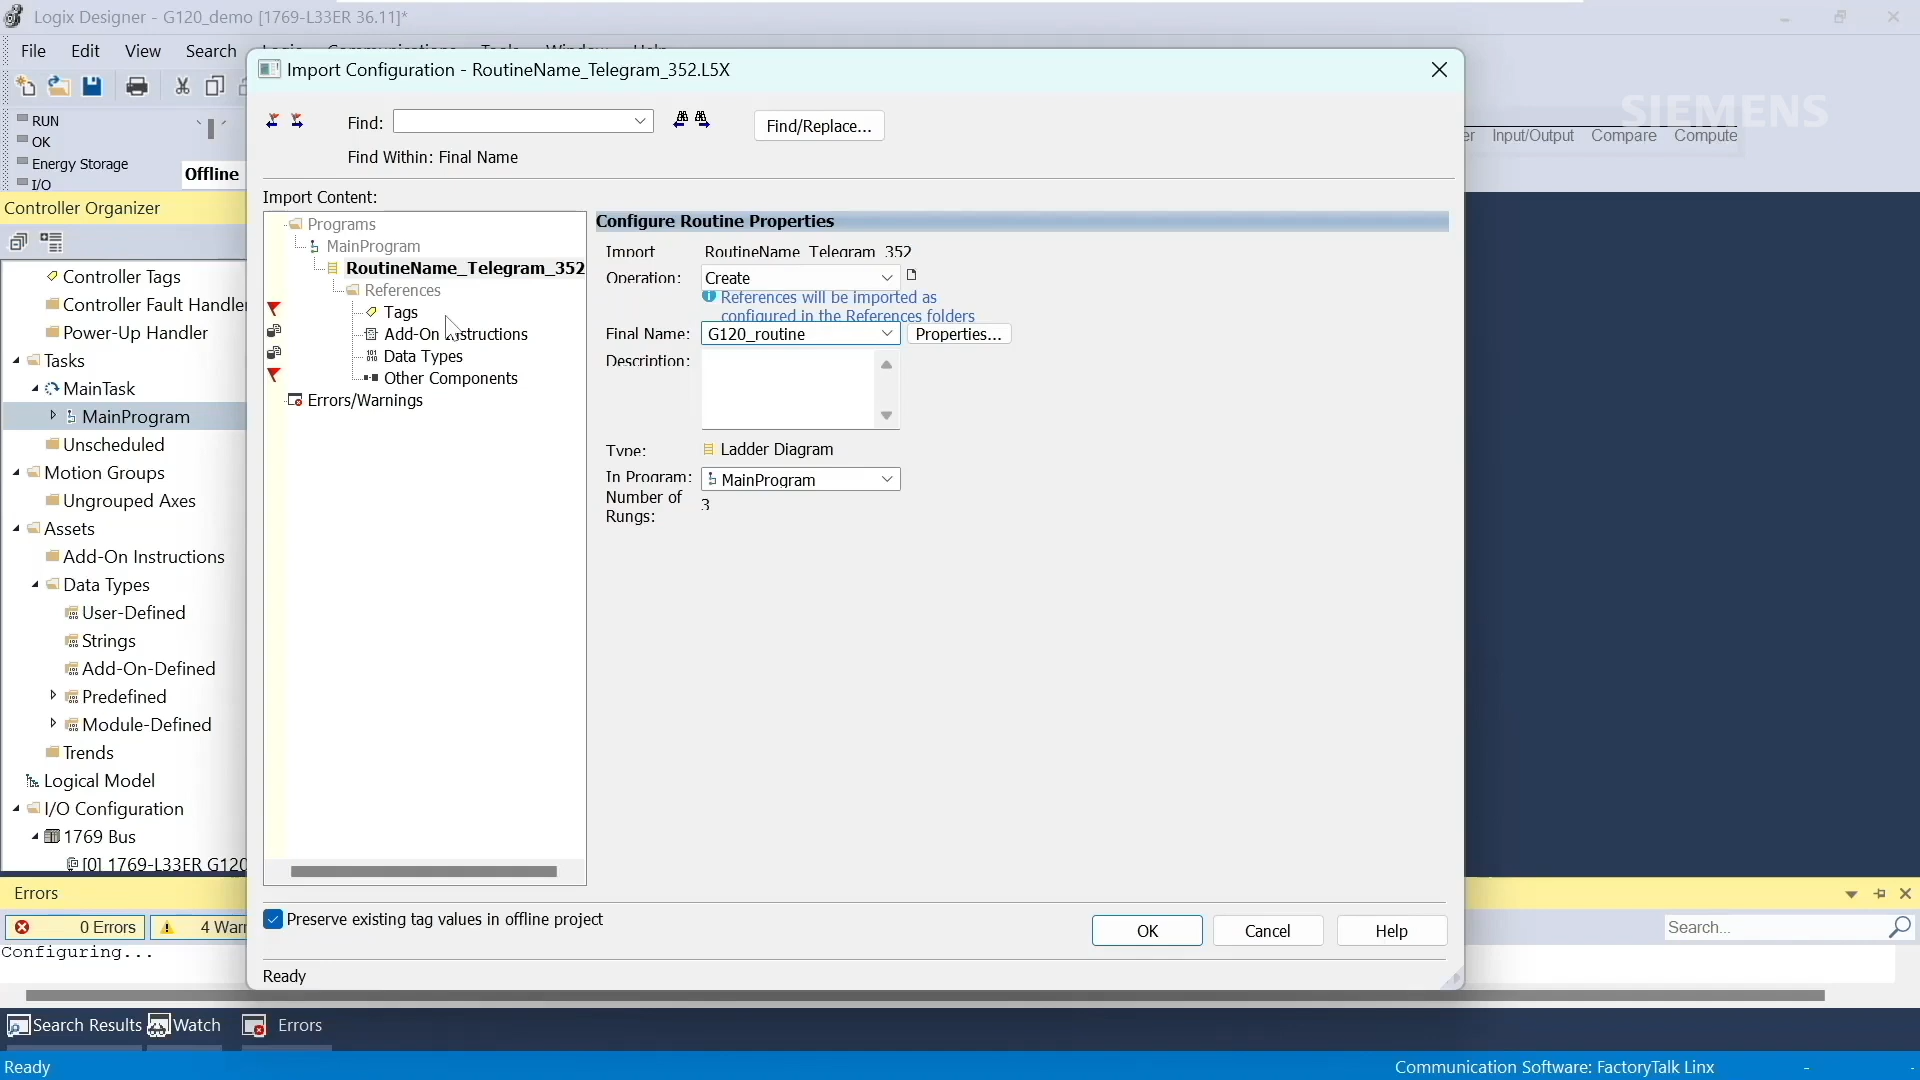 Logix Designer - G120_demo [1769-L33ER 36.11]*
File Edit View Search Logic Communications Tools Window Help
Import Configuration - RoutineName_Telegram_352.L5X
SIEMENS
Find:
Find/Replace...
Find Within: Final Name
RUN
OK
Energy Storage
I/O
Offline
Input/Output Compare Compute
Controller Organizer
Controller Tags
Controller Fault Handler
Power-Up Handler
Tasks
MainTask
MainProgram
Unscheduled
Motion Groups
Ungrouped Axes
Assets
Add-On Instructions
Data Types
User-Defined
Strings
Add-On-Defined
Predefined
Module-Defined
Trends
Logical Model
I/O Configuration
1769 Bus
[0] 1769-L33ER G120
Import Content:
Programs
MainProgram
RoutineName_Telegram_352
References
Tags
Add-On Instructions
Data Types
Other Components
Errors/Warnings
Configure Routine Properties
Import RoutineName_Telegram_352
Operation: Create
References will be imported as
configured in the References folders
Final Name: G120_routine Properties...
Description:
Type: Ladder Diagram
In Program: MainProgram
Number of
Rungs: 3
Preserve existing tag values in offline project
OK Cancel Help
Ready
Errors
0 Errors 4 Warr
Search...
Configuring...
Search Results Watch Errors
Ready
Communication Software: FactoryTalk Linx